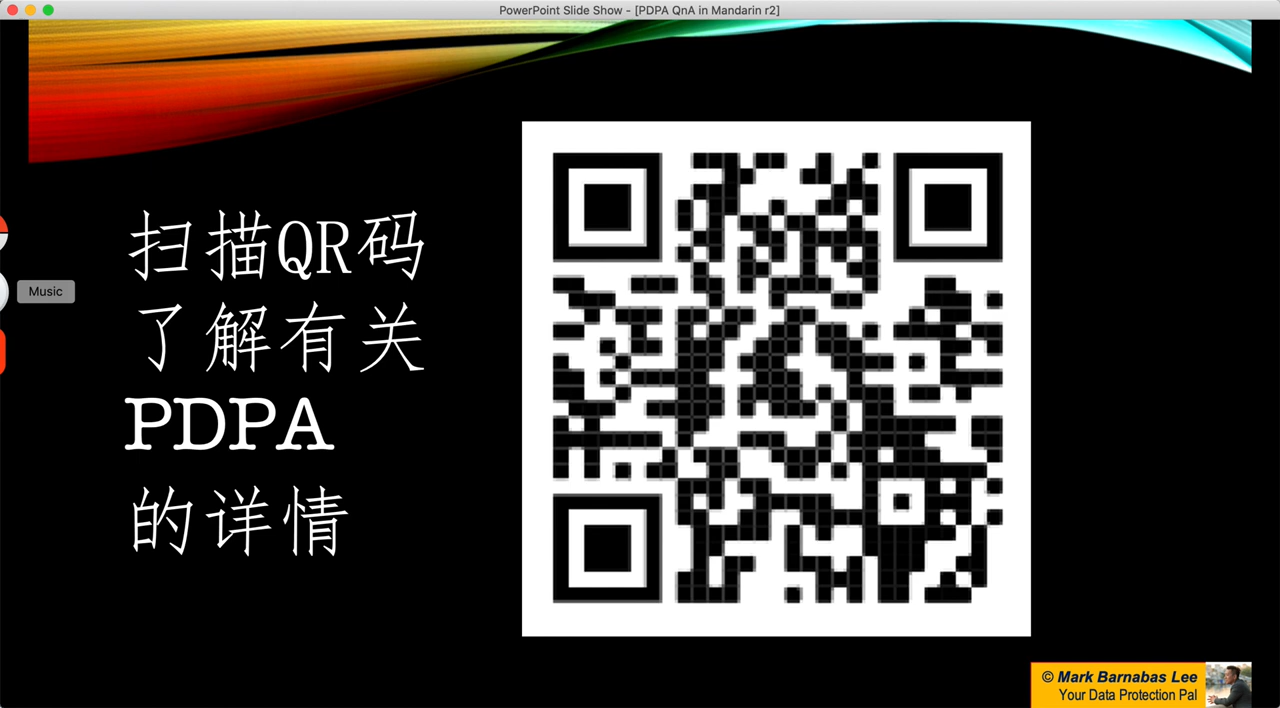 PowerPoint Slide Show - [PDPA QnA in Mandarin r2]
扫描QR码
了解有关
PDPA
的详情
Music
© Mark Barnabas Lee
Your Data Protection Pal